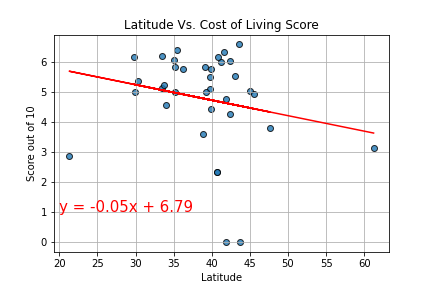 Latitude Vs. Cost of Living Score
Score out of 10
6
5
4
3
2
1
0
y = -0.05x + 6.79
20 25 30 35 40 45 50 55 60
Latitude